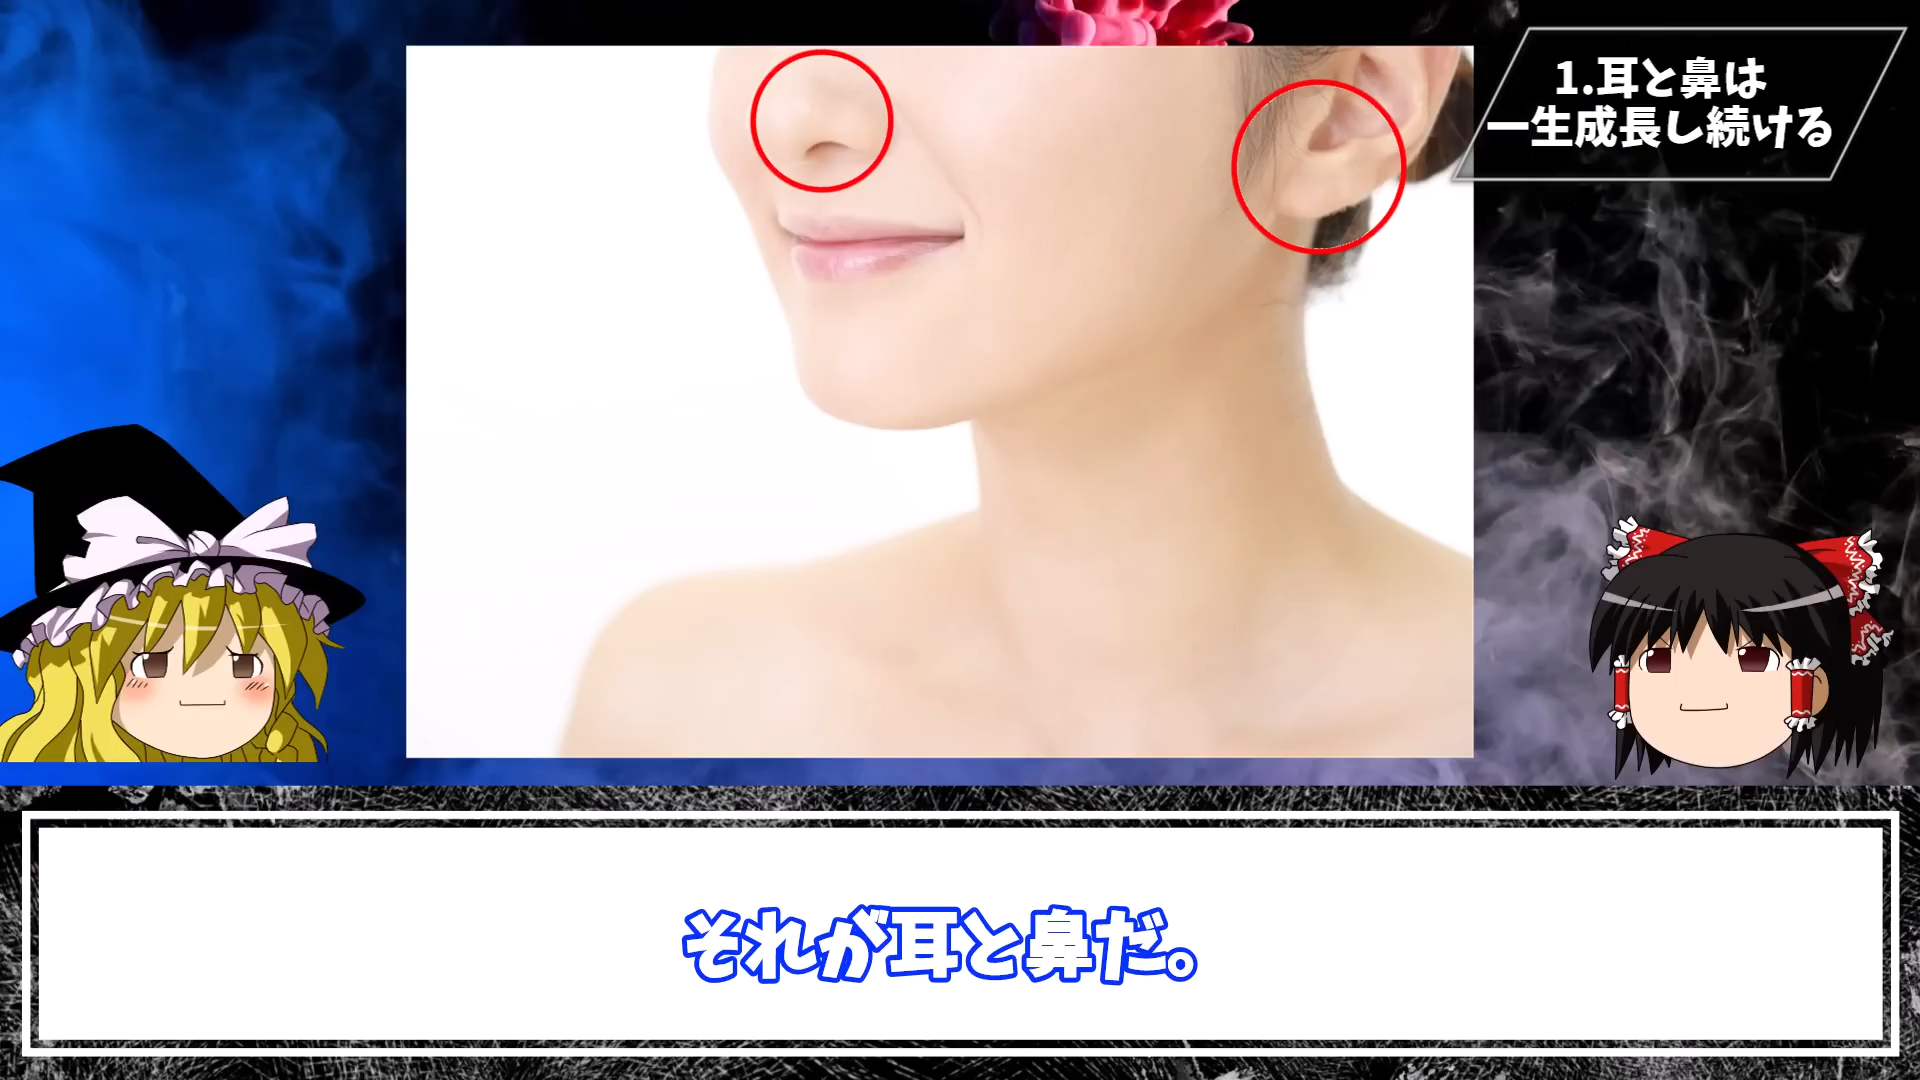 1.耳と鼻は
一生成長し続ける
それが耳と鼻だ。